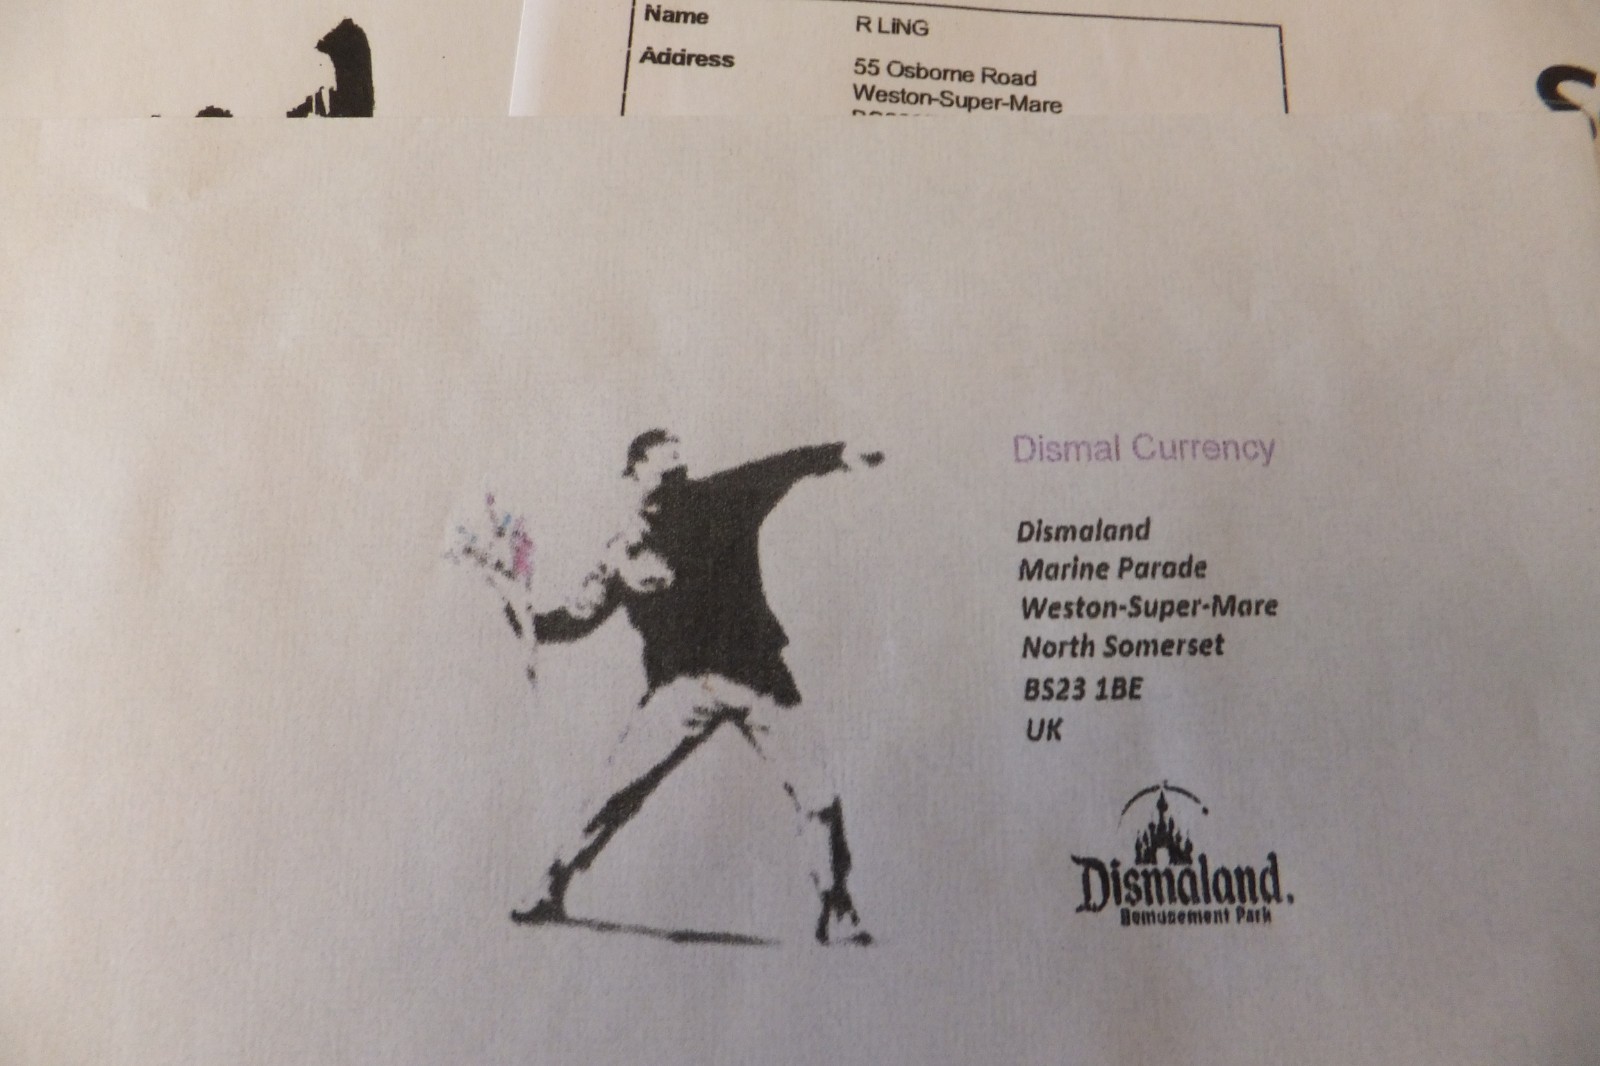 Name R LiNG
Address 55 Osborne Road
Weston-Super-Mare
Dismal Currency
Dismaland
Marine Parade
Weston-Super-Mare
North Somerset
BS23 1BE
UK
Dismaland.
Bemusement Park